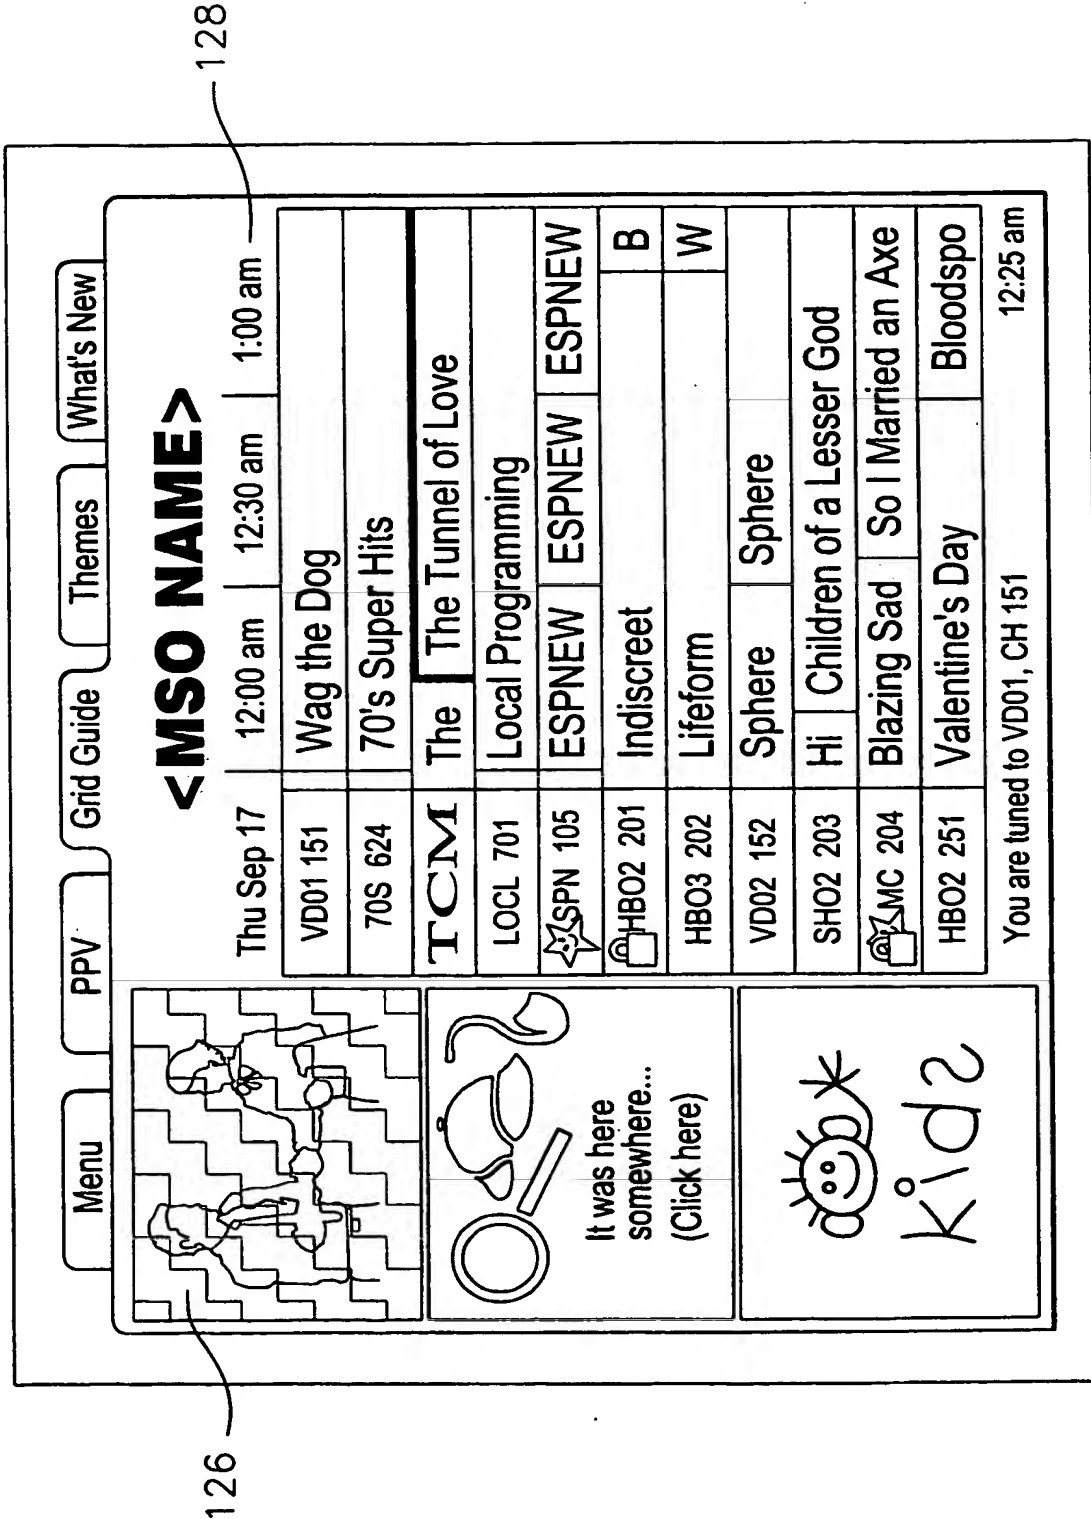 128
126
Menu
PPV
Grid Guide
Themes
What's New
<MSO NAME>
Thu Sep 17 12:00 am 12:30 am 1:00 am
VD01 151 Wag the Dog
70S 624 70's Super Hits
TCM The The Tunnel of Love
LOCL 701 Local Programming
SPN 105 ESPNEW ESPNEW ESPNEW
HBO2 201 Indiscreet B
HBO3 202 Lifeform W
VD02 152 Sphere Sphere
SHO2 203 Hi Children of a Lesser God
MC 204 Blazing Sad So I Married an Axe
HBO2 251 Valentine's Day Bloodspo
You are tuned to VD01, CH 151 12:25 am
It was here
somewhere...
(Click here)
Kids